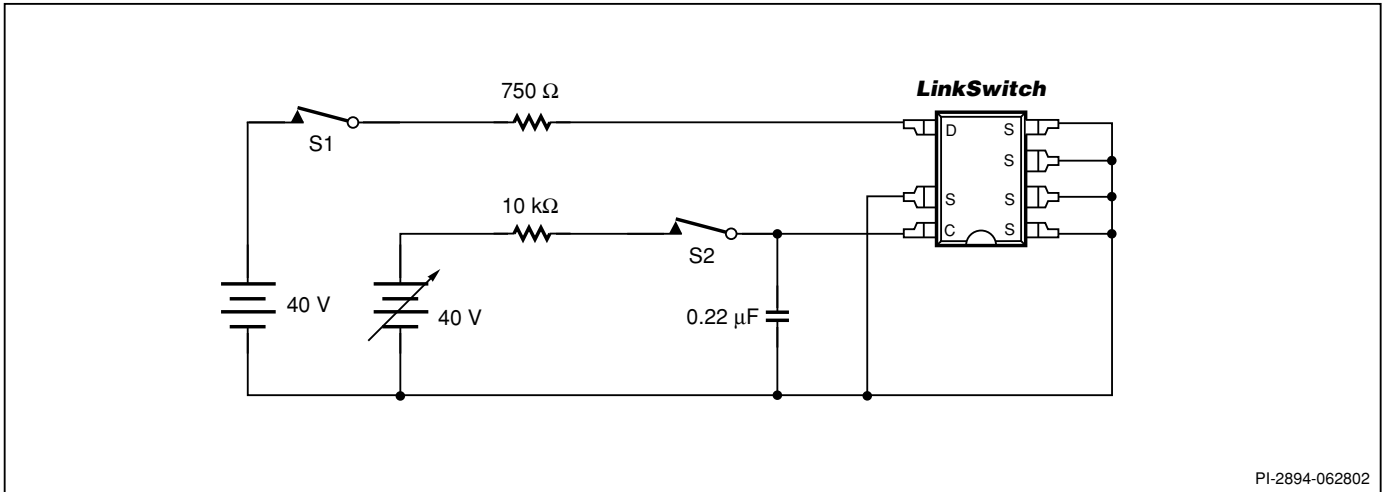 LinkSwitch
750 Ω
S1
D S
S
10 kΩ
S S
S2
C S
40 V
40 V
0.22 µF
PI-2894-062802